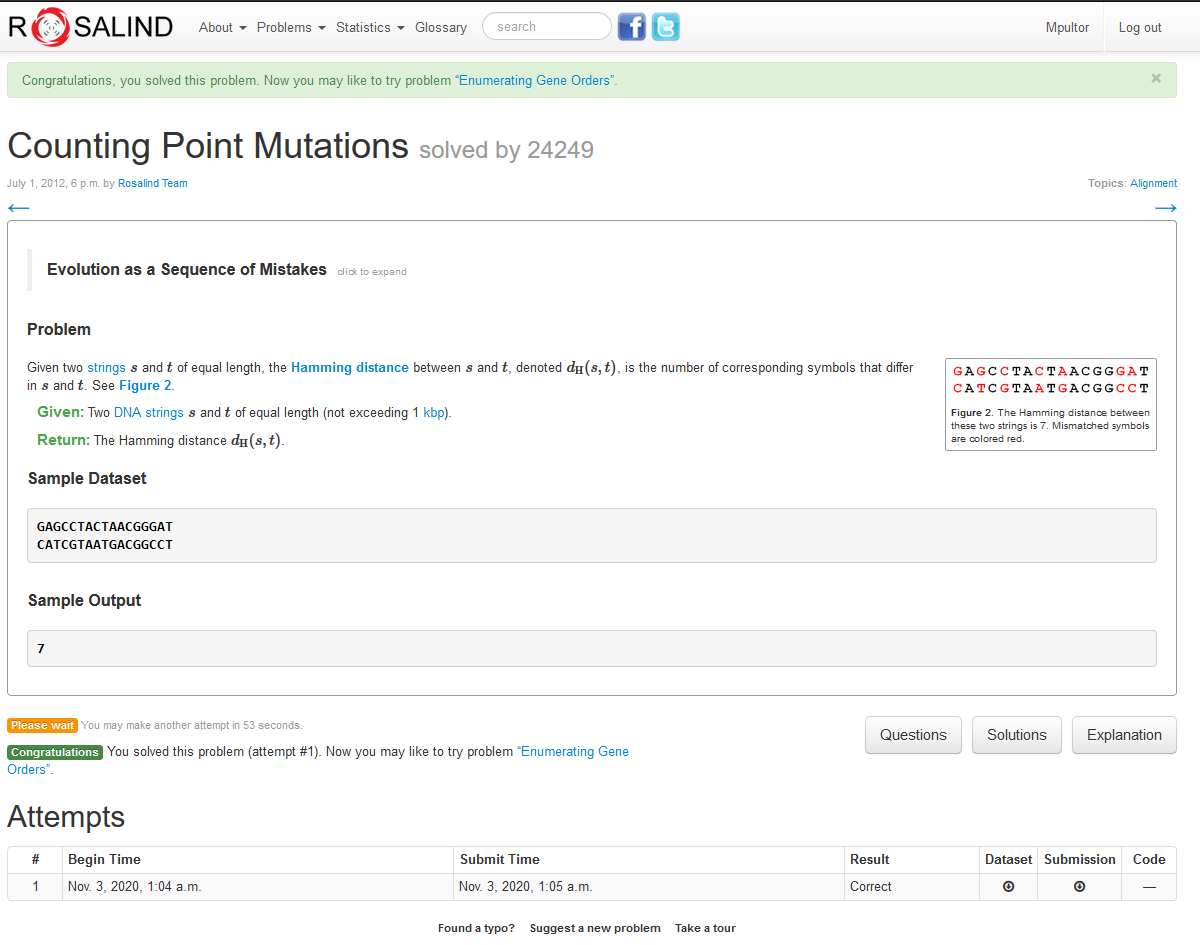 ROSALIND About Problems Statistics Glossary search Mpultor Log out
Congratulations, you solved this problem. Now you may like to try problem “Enumerating Gene Orders”. ×
Counting Point Mutations solved by 24249
July 1, 2012, 6 p.m. by Rosalind Team Topics: Alignment
← →
Evolution as a Sequence of Mistakes click to expand
Problem
Given two strings s and t of equal length, the Hamming distance between s and t, denoted dH(s,t), is the number of corresponding symbols that differ
in s and t. See Figure 2.
Given: Two DNA strings s and t of equal length (not exceeding 1 kbp).
Return: The Hamming distance dH(s,t).
GAGCCTACTAACGGGAT
CATCGTAATGACGGCCT
Figure 2. The Hamming distance between
these two strings is 7. Mismatched symbols
are colored red.
Sample Dataset
GAGCCTACTAACGGGAT
CATCGTAATGACGGCCT
Sample Output
7
Please wait You may make another attempt in 53 seconds.
Congratulations You solved this problem (attempt #1). Now you may like to try problem “Enumerating Gene
Orders”.
Questions Solutions Explanation
Attempts
# Begin Time Submit Time Result Dataset Submission Code
1 Nov. 3, 2020, 1:04 a.m. Nov. 3, 2020, 1:05 a.m. Correct —
Found a typo? Suggest a new problem Take a tour